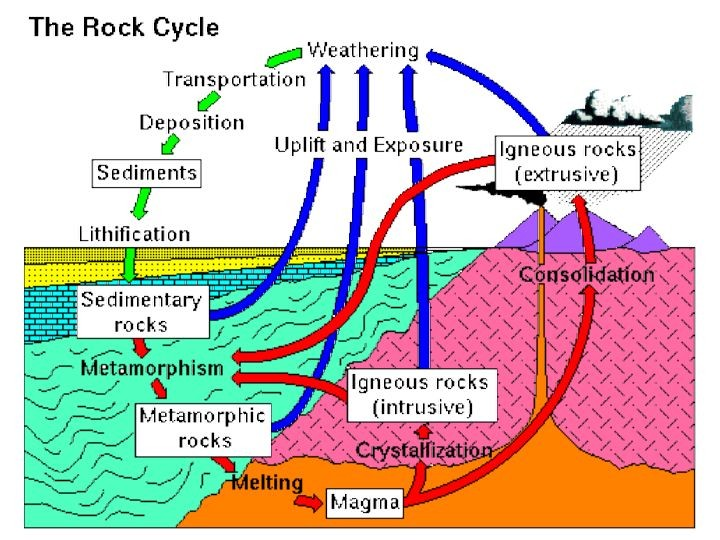 The Rock Cycle
Weathering
Transportation
Deposition
Uplift and Exposure
Igneous rocks
(extrusive)
Sediments
Lithification
Consolidation
Sedimentary
rocks
Metamorphism
Igneous rocks
(intrusive)
Metamorphic
rocks
Crystallization
Melting
Magma